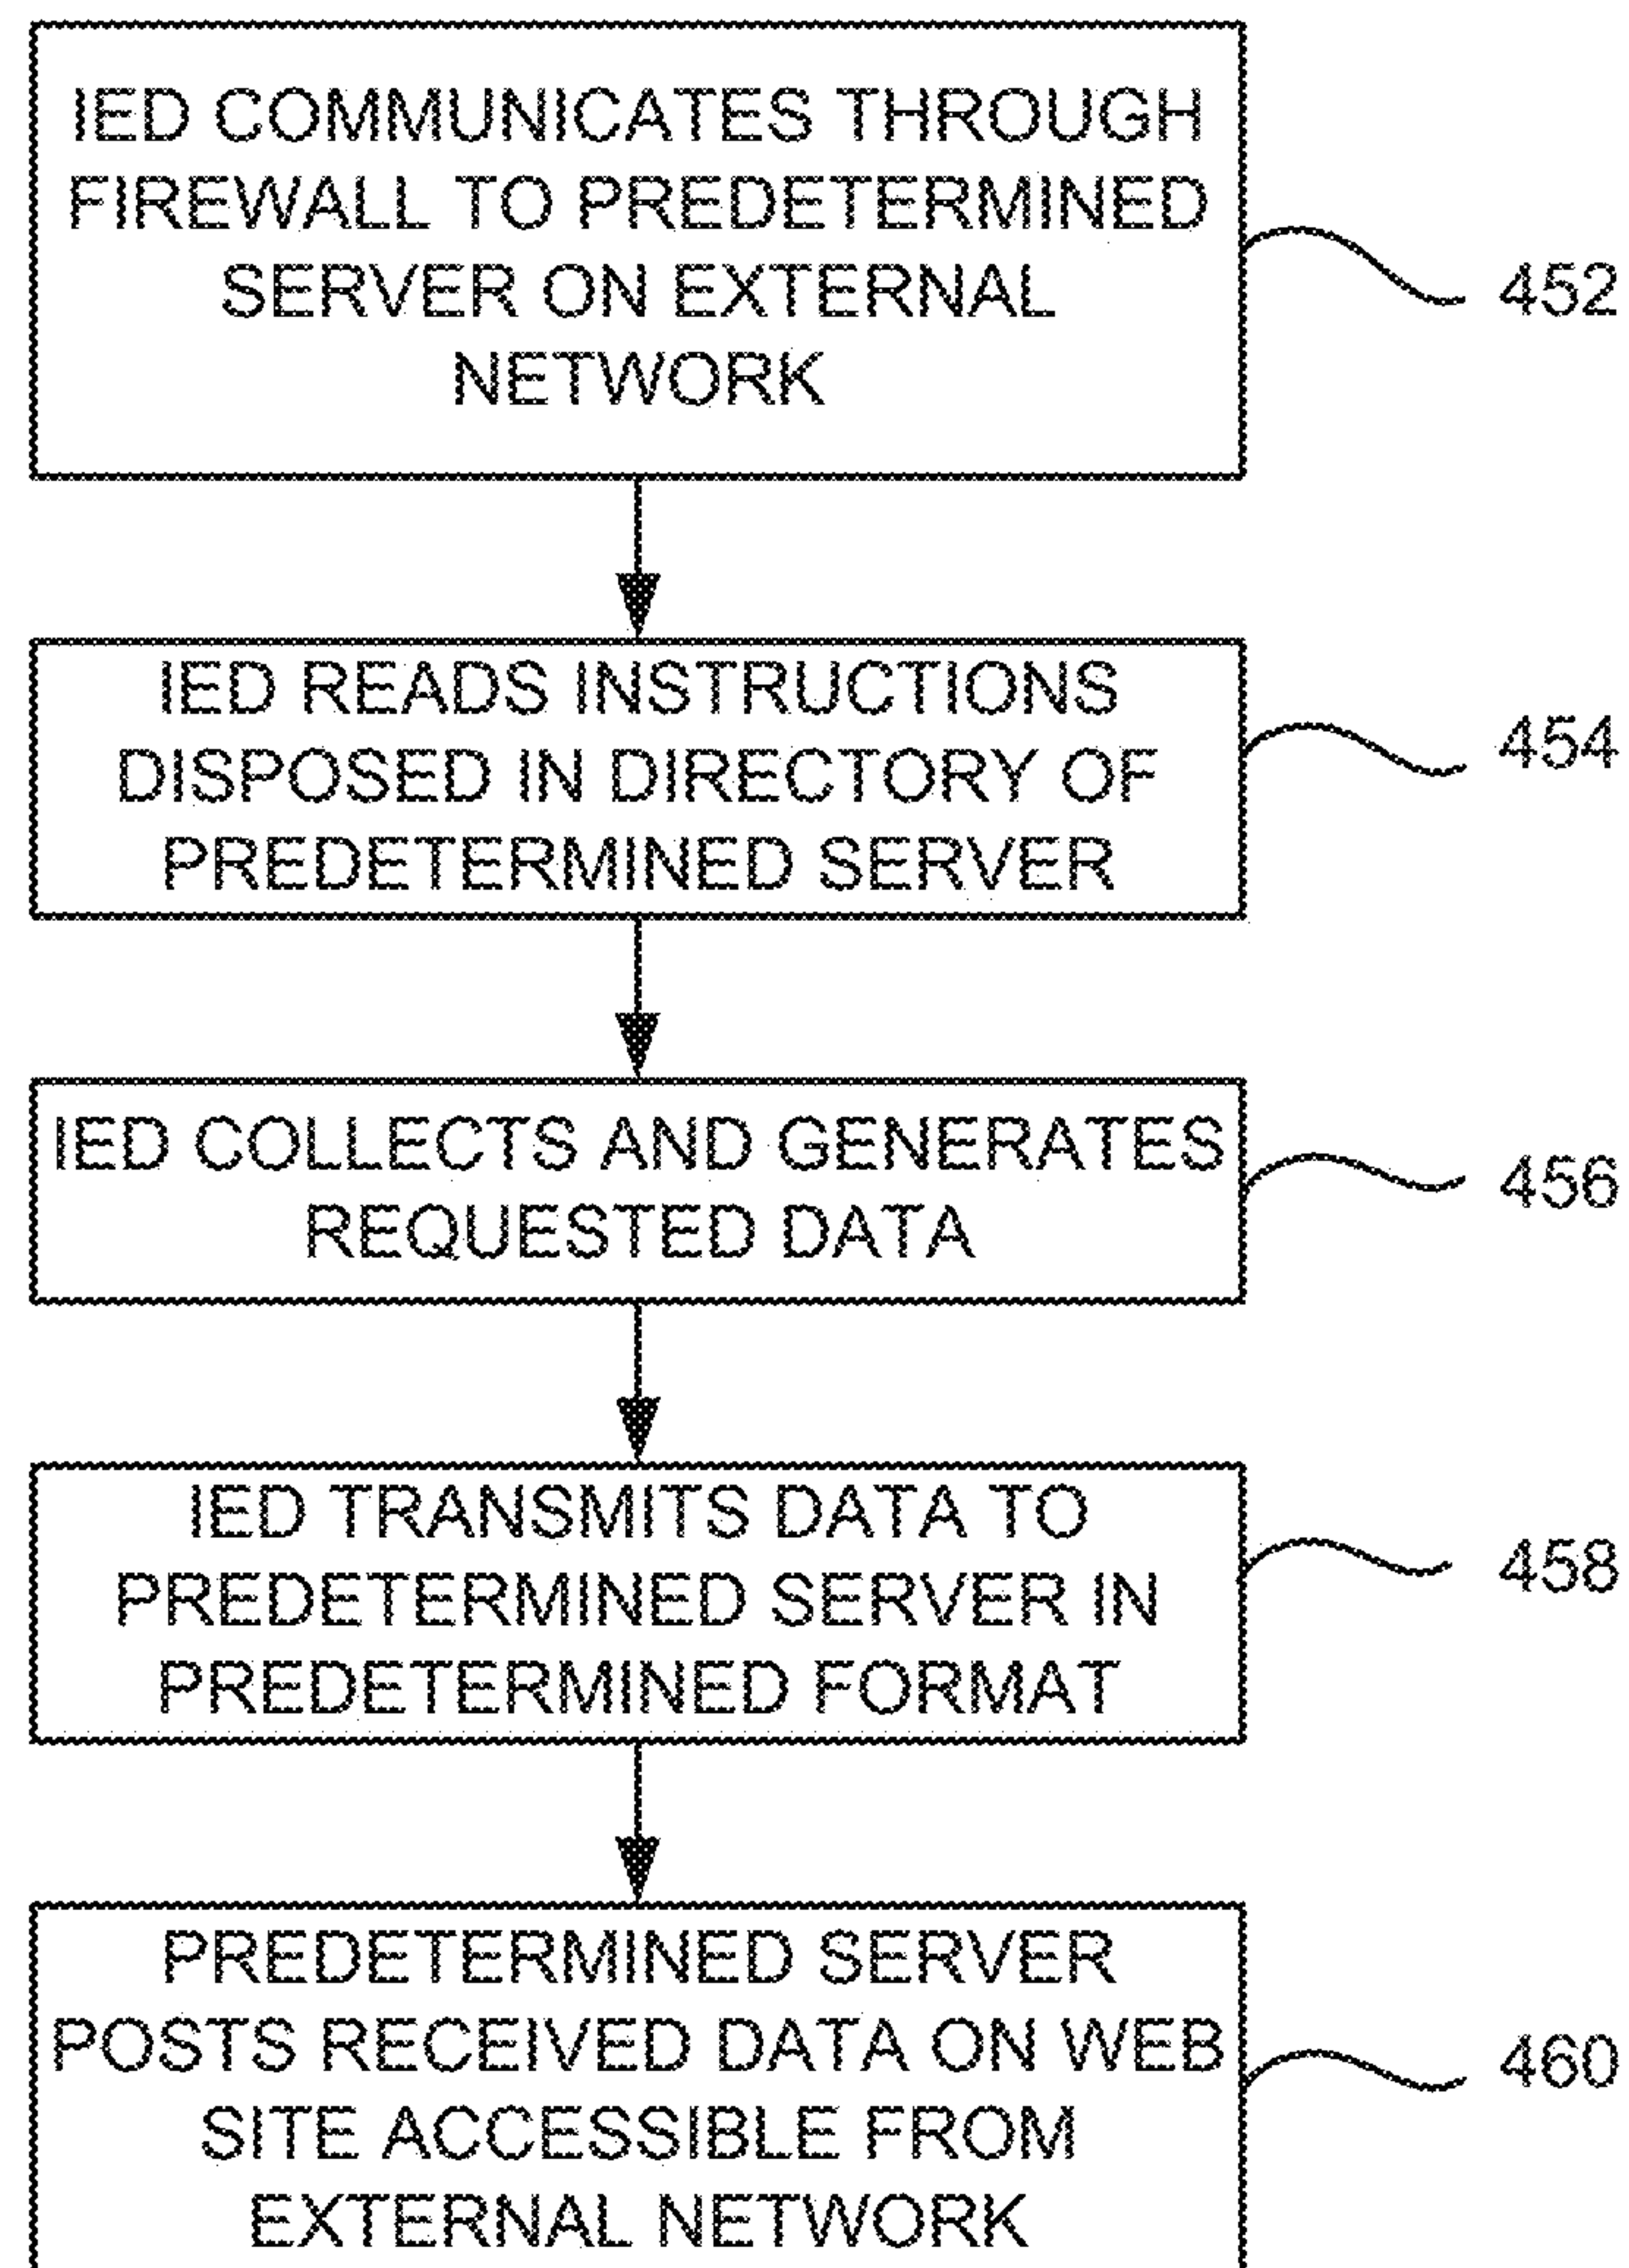 IED COMMUNICATES THROUGH
FIREWALL TO PREDETERMINED
SERVER ON EXTERNAL
NETWORK
452
IED READS INSTRUCTIONS
DISPOSED IN DIRECTORY OF
PREDETERMINED SERVER
454
IED COLLECTS AND GENERATES
REQUESTED DATA
456
IED TRANSMITS DATA TO
PREDETERMINED SERVER IN
PREDETERMINED FORMAT
458
PREDETERMINED SERVER
POSTS RECEIVED DATA ON WEB
SITE ACCESSIBLE FROM
EXTERNAL NETWORK
460